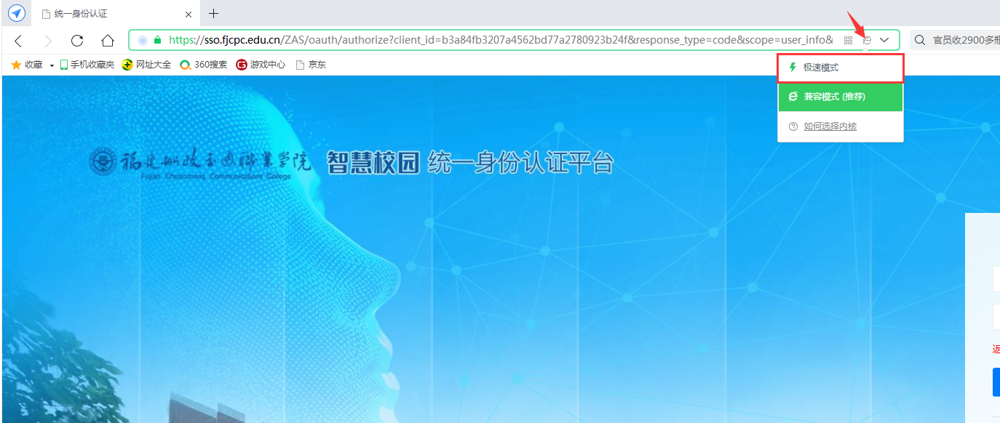 统一身份认证
https://sso.fjcpc.edu.cn/ZAS/oauth/authorize?client_id=b3a84fb3207a4562bd77a2780923b24f&response_type=code&scope=user_info&
官员收2900多瓶
收藏 手机收藏夹 网址大全 360搜索 游戏中心 京东
极速模式
兼容模式 (推荐)
如何选择内核
福建船政交通職業学院 智慧校园 统一身份认证平台
Fujian Chuanzheng Communications College
返